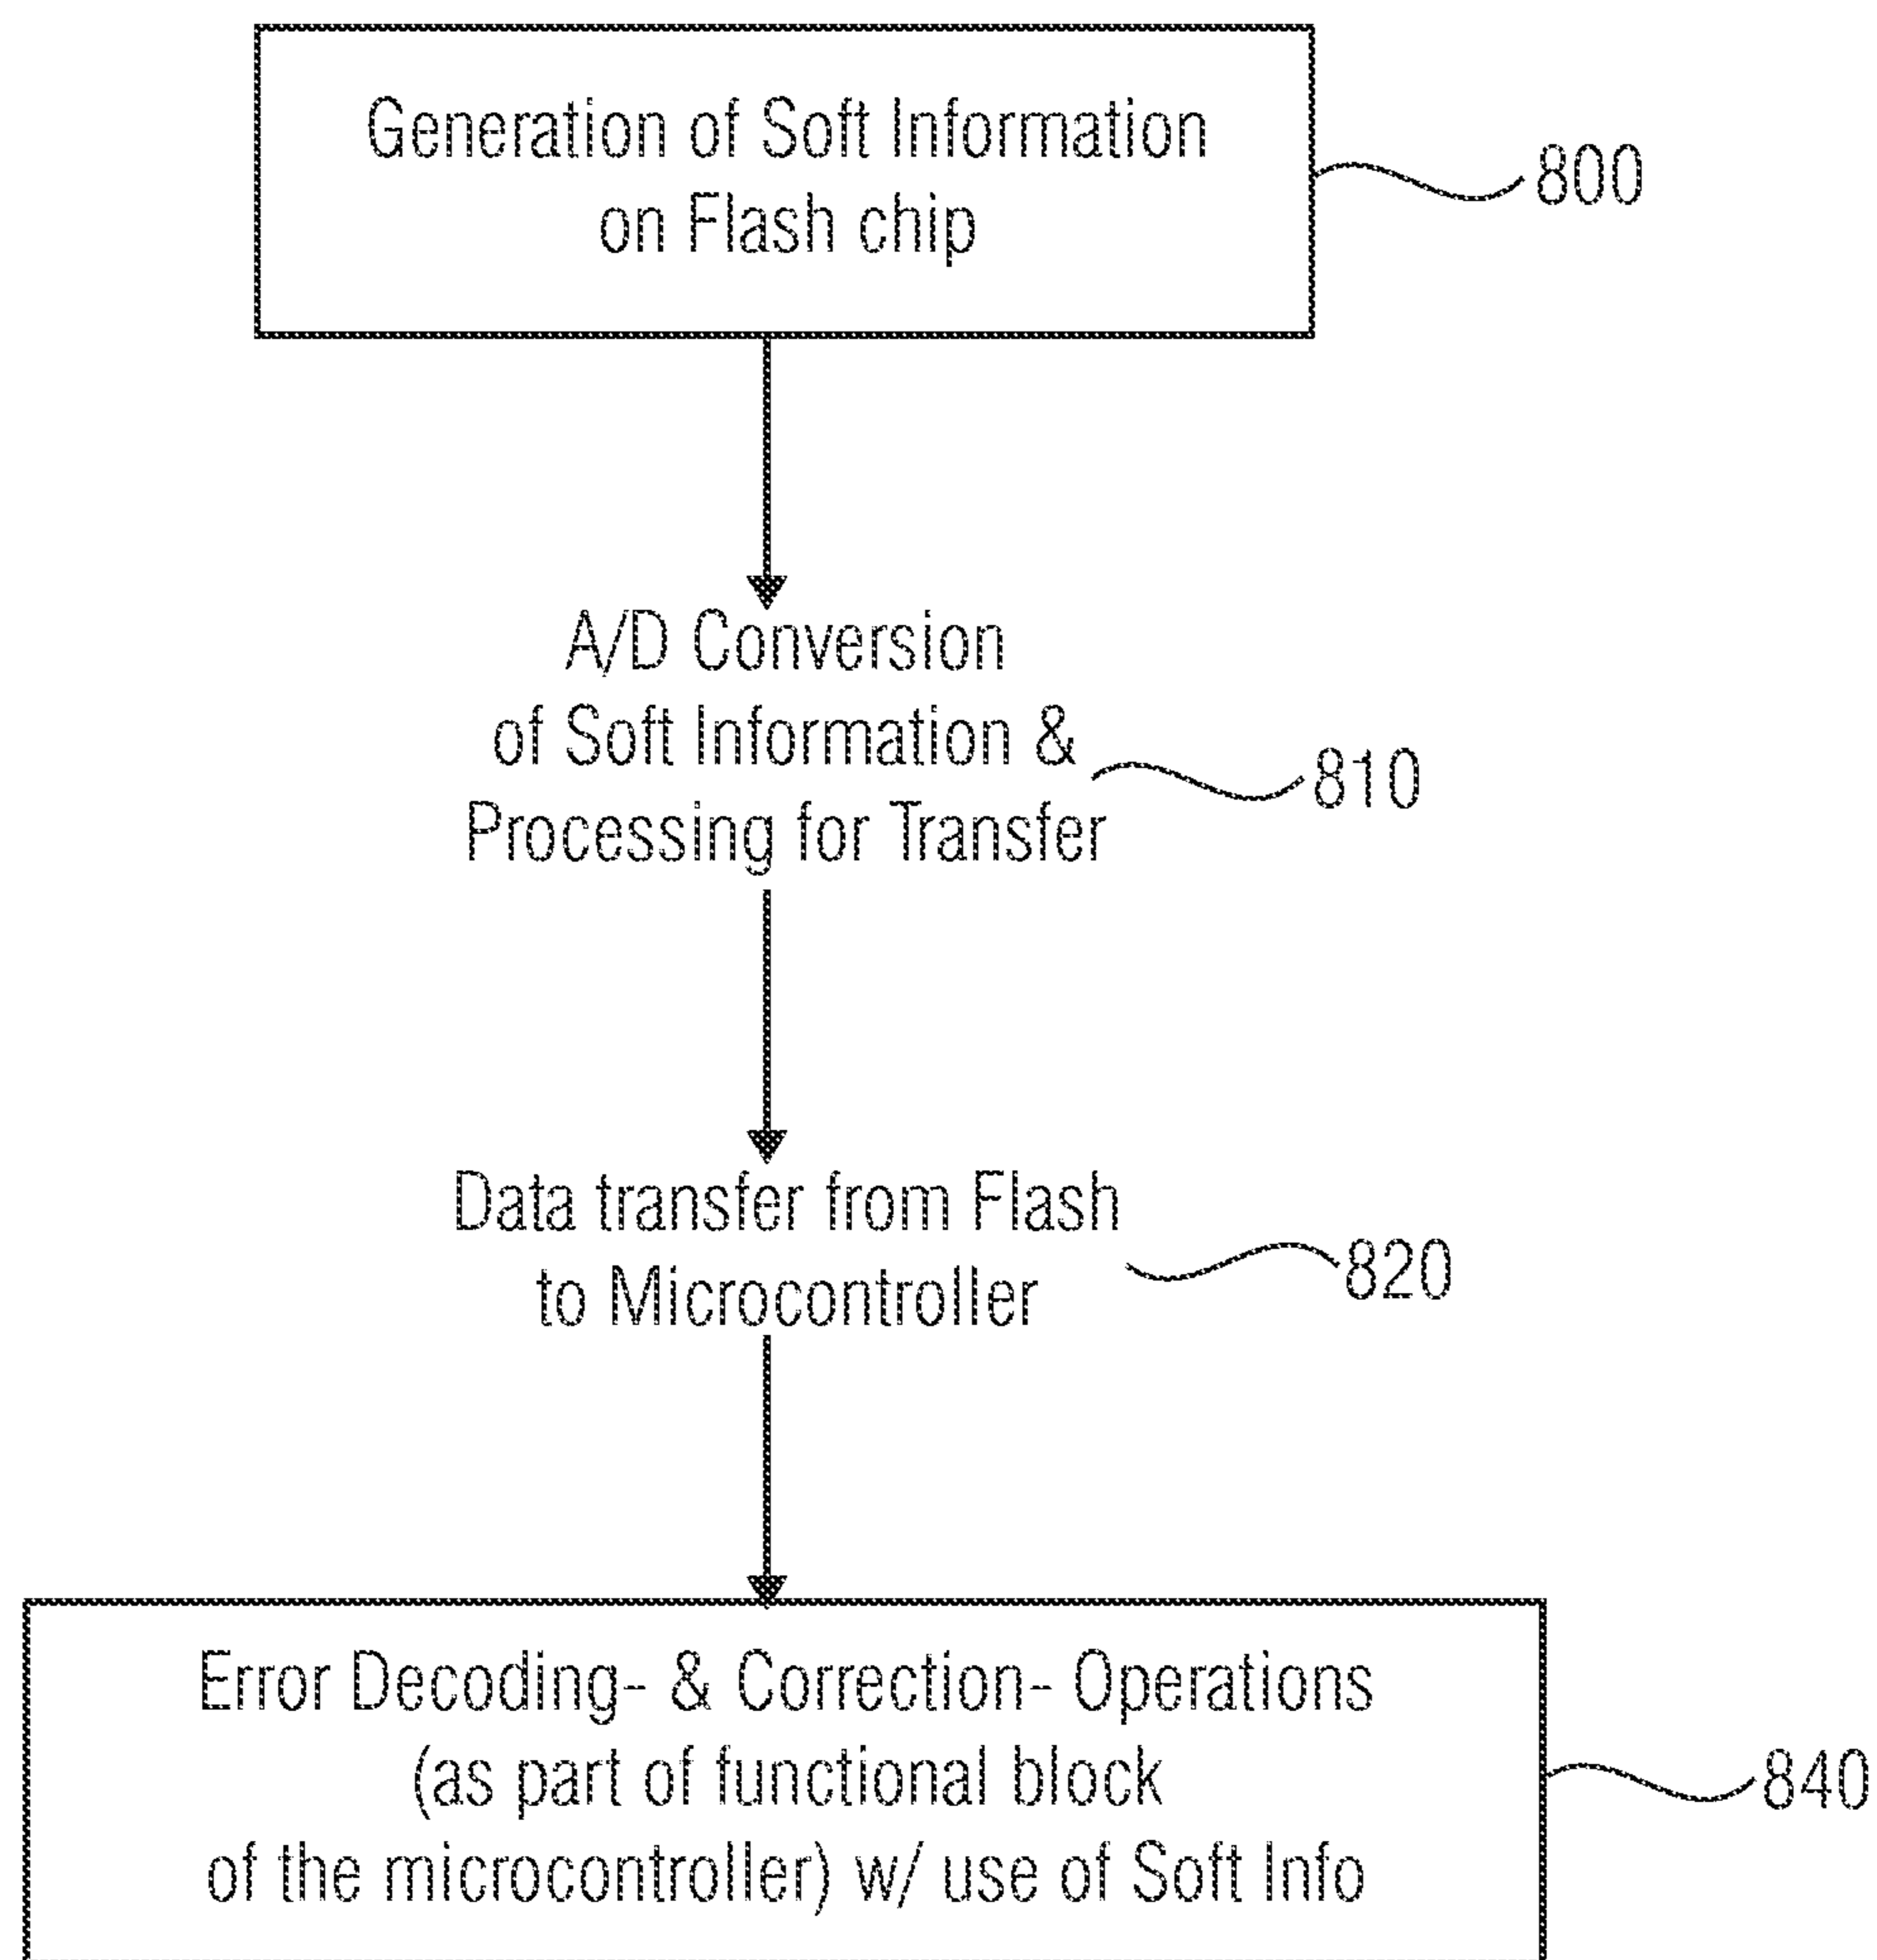 Generation of Soft Information
on Flash chip
800
A/D Conversion
of Soft Information &
Processing for Transfer
810
Data transfer from Flash
to Microcontroller
820
Error Decoding- & Correction- Operations
(as part of functional block
of the microcontroller) w/ use of Soft Info
840